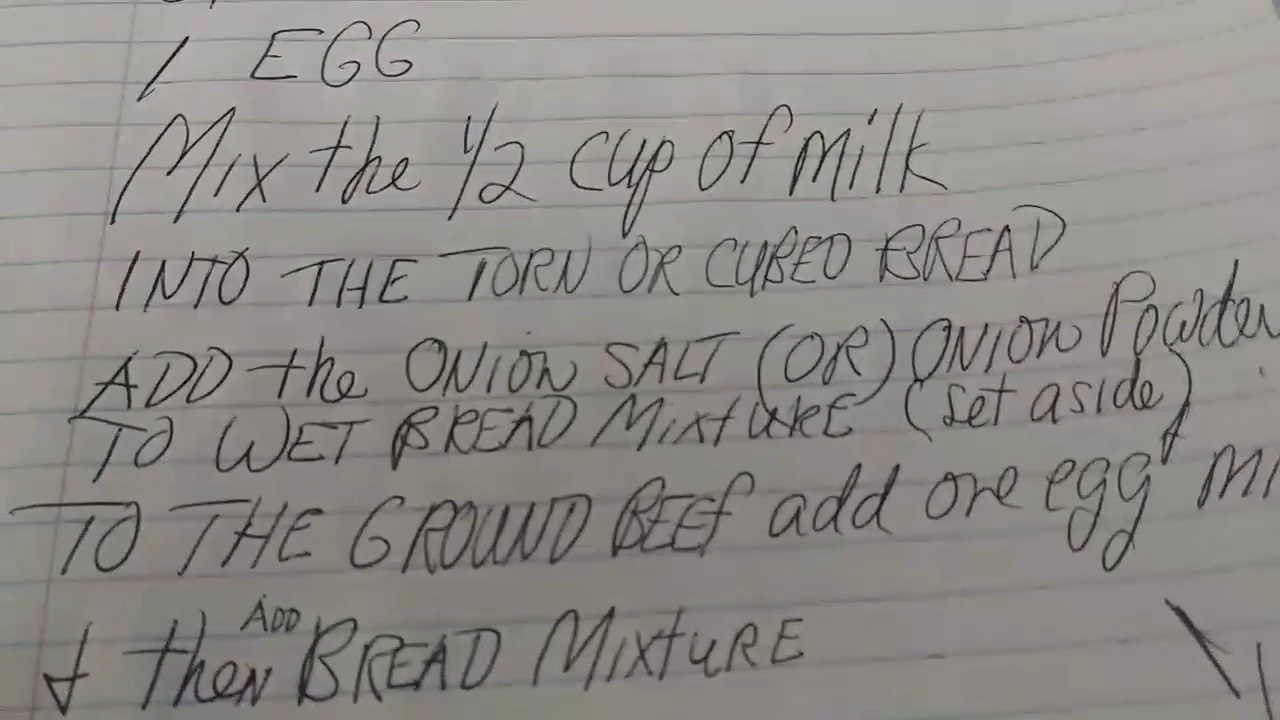 1 EGG
Mix the 1/2 cup of milk
INTO THE TORN OR CUBED BREAD
ADD the ONION SALT (OR) ONION Powder
TO WET BREAD MixtURE (set aside)
TO THE GROUND BEEf add one egg + mi
+ then ADD BREAD MixtuRE